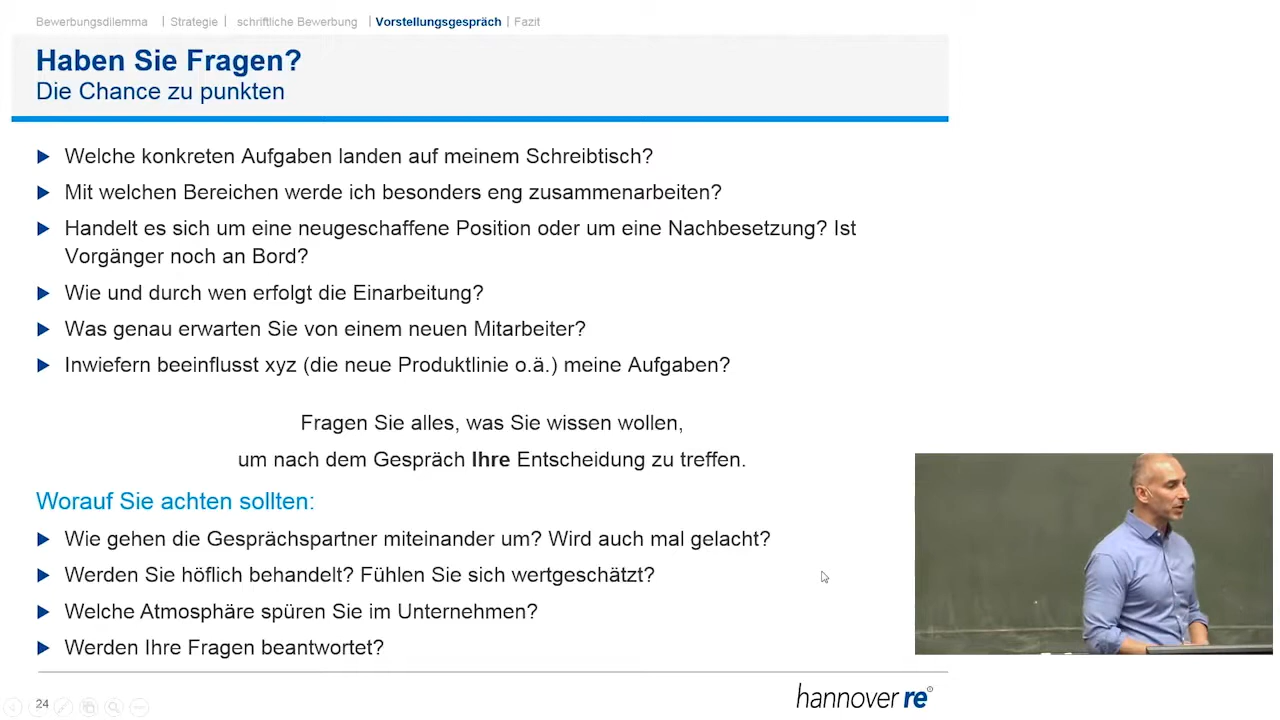 Bewerbungsdilemma | Strategie | schriftliche Bewerbung | Vorstellungsgespräch | Fazit
Haben Sie Fragen?
Die Chance zu punkten
Welche konkreten Aufgaben landen auf meinem Schreibtisch?
Mit welchen Bereichen werde ich besonders eng zusammenarbeiten?
Handelt es sich um eine neugeschaffene Position oder um eine Nachbesetzung? Ist
Vorgänger noch an Bord?
Wie und durch wen erfolgt die Einarbeitung?
Was genau erwarten Sie von einem neuen Mitarbeiter?
Inwiefern beeinflusst xyz (die neue Produktlinie o.ä.) meine Aufgaben?
Fragen Sie alles, was Sie wissen wollen,
um nach dem Gespräch Ihre Entscheidung zu treffen.
Worauf Sie achten sollten:
Wie gehen die Gesprächspartner miteinander um? Wird auch mal gelacht?
Werden Sie höflich behandelt? Fühlen Sie sich wertgeschätzt?
Welche Atmosphäre spüren Sie im Unternehmen?
Werden Ihre Fragen beantwortet?
24
hannover re®